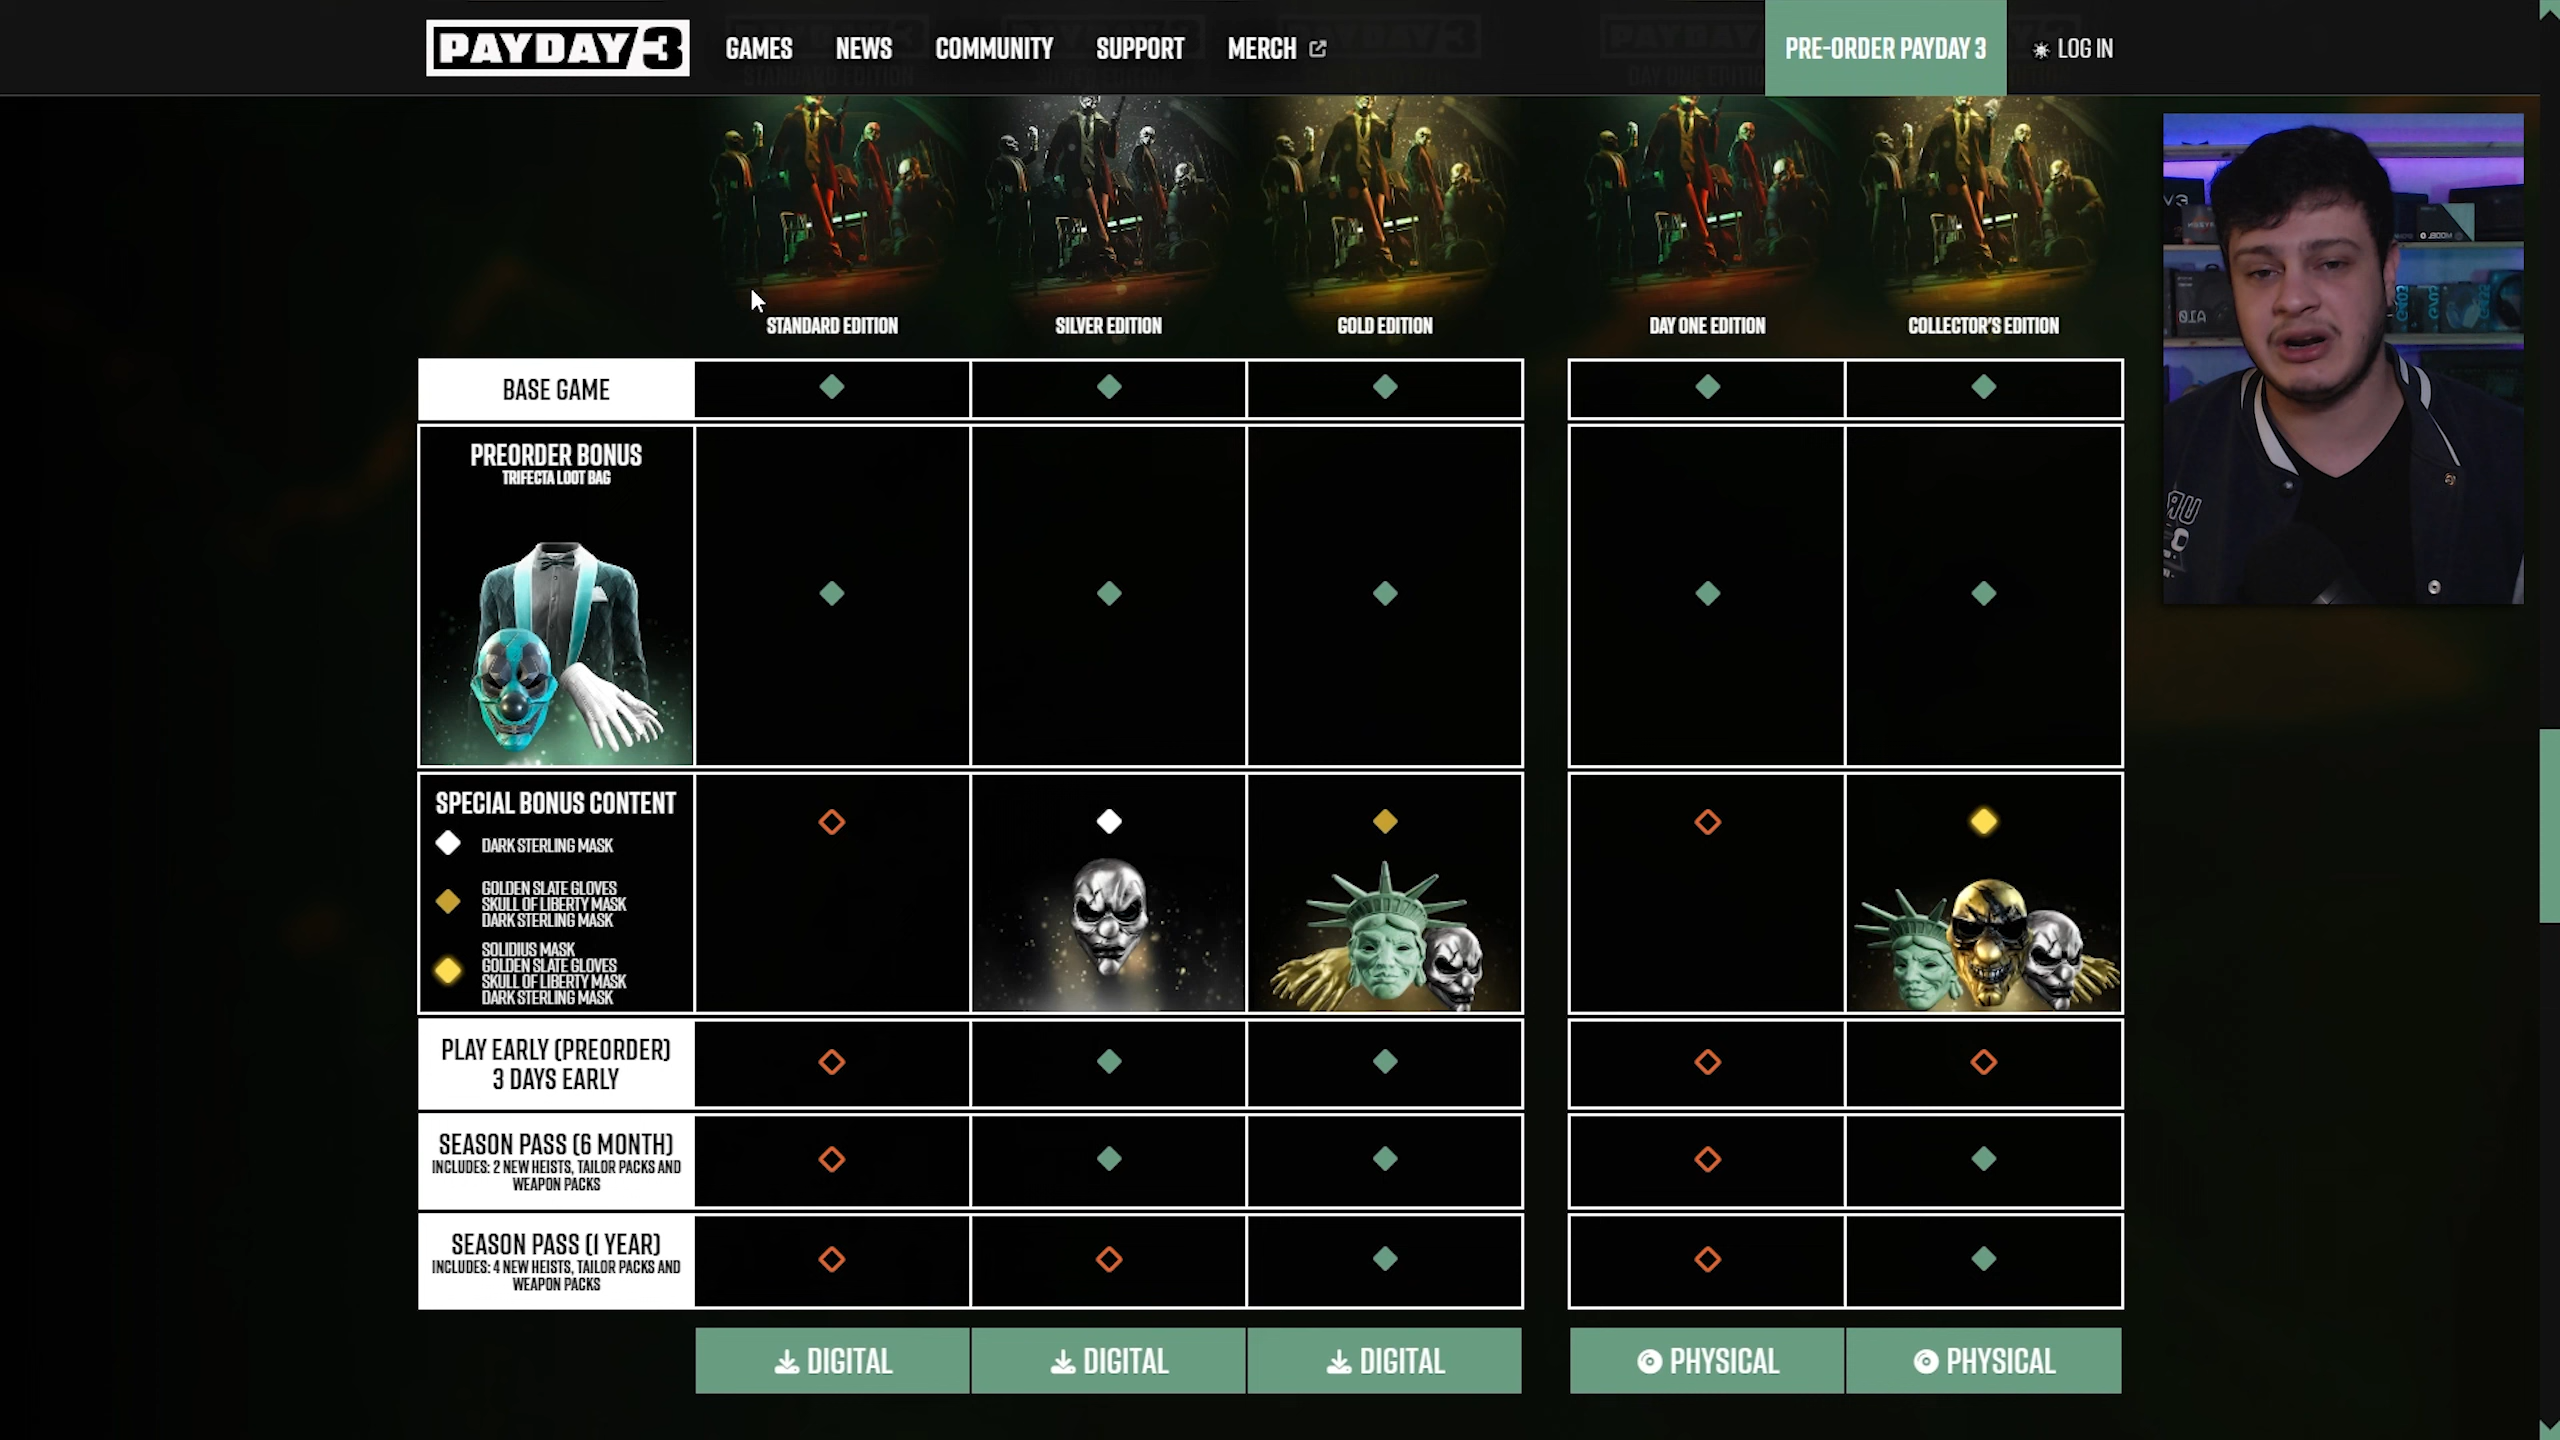 PAYDAY 3
GAMES
NEWS
COMMUNITY
SUPPORT
MERCH
PRE-ORDER PAYDAY 3
LOG IN
STANDARD EDITION
SILVER EDITION
GOLD EDITION
DAY ONE EDITION
COLLECTOR'S EDITION
BASE GAME
PREORDER BONUS
TRIFECTA LOOT BAG
SPECIAL BONUS CONTENT
DARK STERLING MASK
GOLDEN SLATE GLOVES
SKULL OF LIBERTY MASK
DARK STERLING MASK
SOLIDIUS MASK
GOLDEN SLATE GLOVES
SKULL OF LIBERTY MASK
DARK STERLING MASK
PLAY EARLY (PREORDER)
3 DAYS EARLY
SEASON PASS (6 MONTH)
INCLUDES: 2 NEW HEISTS, TAILOR PACKS AND
WEAPON PACKS
SEASON PASS (1 YEAR)
INCLUDES: 4 NEW HEISTS, TAILOR PACKS AND
WEAPON PACKS
DIGITAL
DIGITAL
DIGITAL
PHYSICAL
PHYSICAL